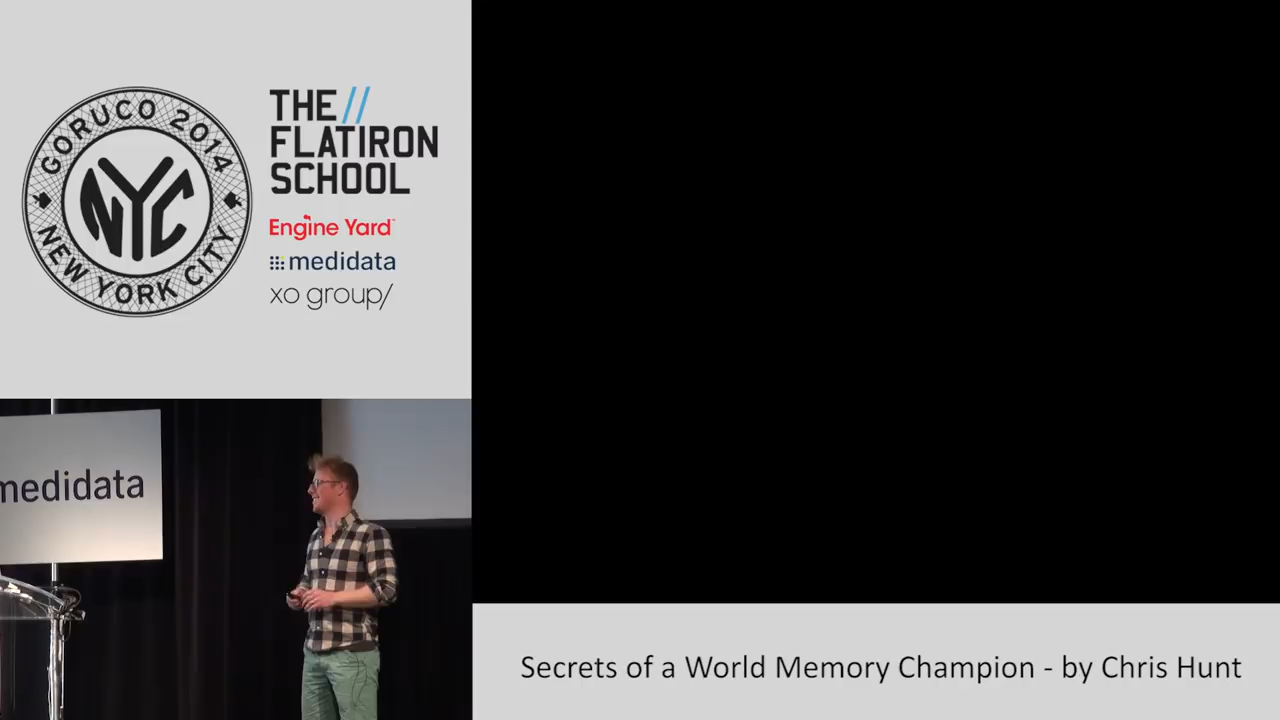 GORUCO 2014
NYC
NEW YORK CITY
THE //
FLATIRON
SCHOOL
Engine Yard
medidata
xo group/
medidata
Secrets of a World Memory Champion - by Chris Hunt